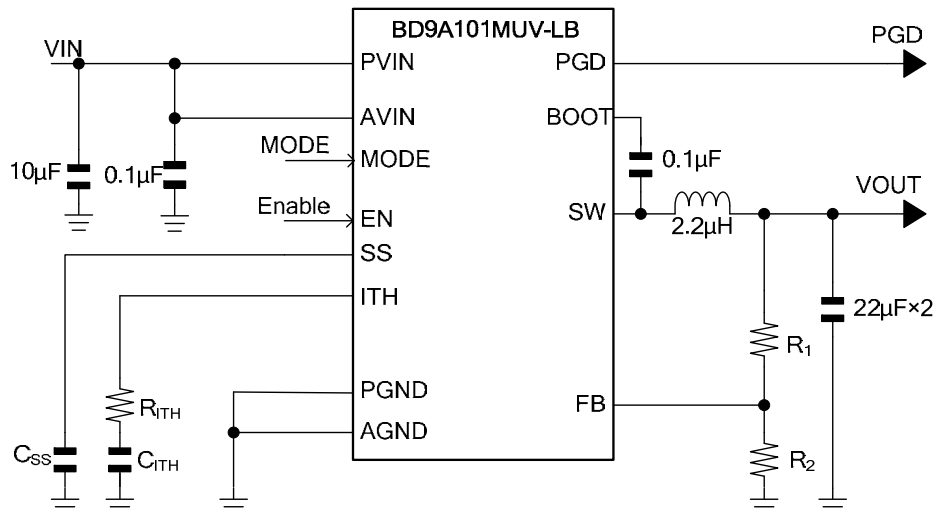 BD9A101MUV-LB
VIN
PVIN
PGD
PGD
AVIN
BOOT
MODE
MODE
10µF
0.1µF
0.1µF
VOUT
Enable
EN
SW
2.2µH
SS
ITH
22µF×2
R1
RITH
PGND
FB
AGND
CSS
CITH
R2